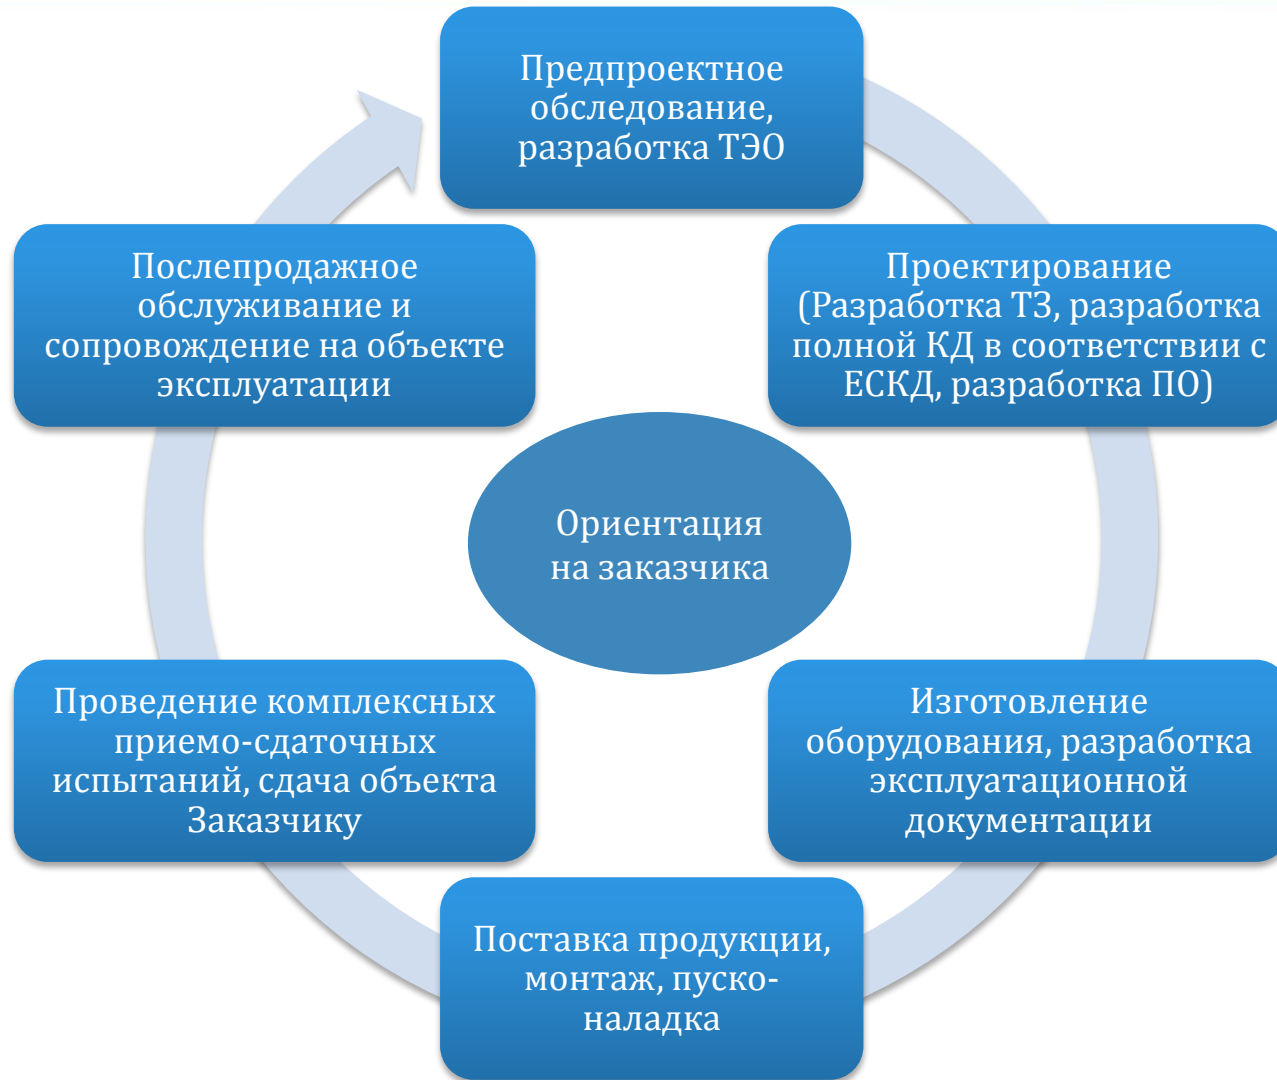 Предпроектное
обследование,
разработка ТЭО
Проектирование
(Разработка ТЗ, разработка
полной КД в соответствии с
ЕСКД, разработка ПО)
Изготовление
оборудования, разработка
эксплуатационной
документации
Поставка продукции,
монтаж, пуско-
наладка
Проведение комплексных
приемо-сдаточных
испытаний, сдача объекта
Заказчику
Послепродажное
обслуживание и
сопровождение на объекте
эксплуатации
Ориентация
на заказчика